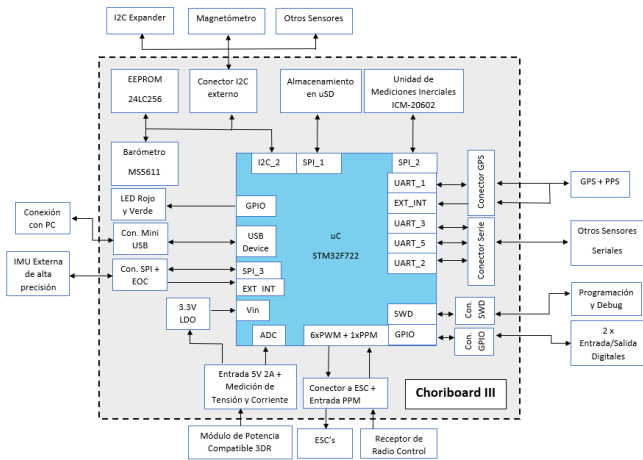 I2C Expander
Magnetómetro
Otros Sensores
EEPROM
24LC256
Conector I2C
externo
Almacenamiento
en uSD
Unidad de
Mediciones Inerciales
ICM-20602
Barómetro
MS5611
I2C_2
SPI_1
SPI_2
UART_1
EXT_INT
UART_3
UART_5
UART_2
Conector GPS
GPS + PPS
LED Rojo
y Verde
GPIO
Conexión
con PC
Con. Mini
USB
USB
Device
uC
STM32F722
Conector Serie
Otros Sensores
Seriales
IMU Externa
de alta
precisión
Con. SPI +
EOC
SPI_3
EXT INT
3.3V
LDO
Vin
SWD
Con.
SWD
Programación
y Debug
ADC
6xPWM + 1xPPM
GPIO
Con.
GPIO
2 x
Entrada/Salida
Digitales
Entrada 5V 2A +
Medición de
Tensión y Corriente
Conector a ESC +
Entrada PPM
Choriboard III
Módulo de Potencia
Compatible 3DR
ESC´s
Receptor de
Radio Control